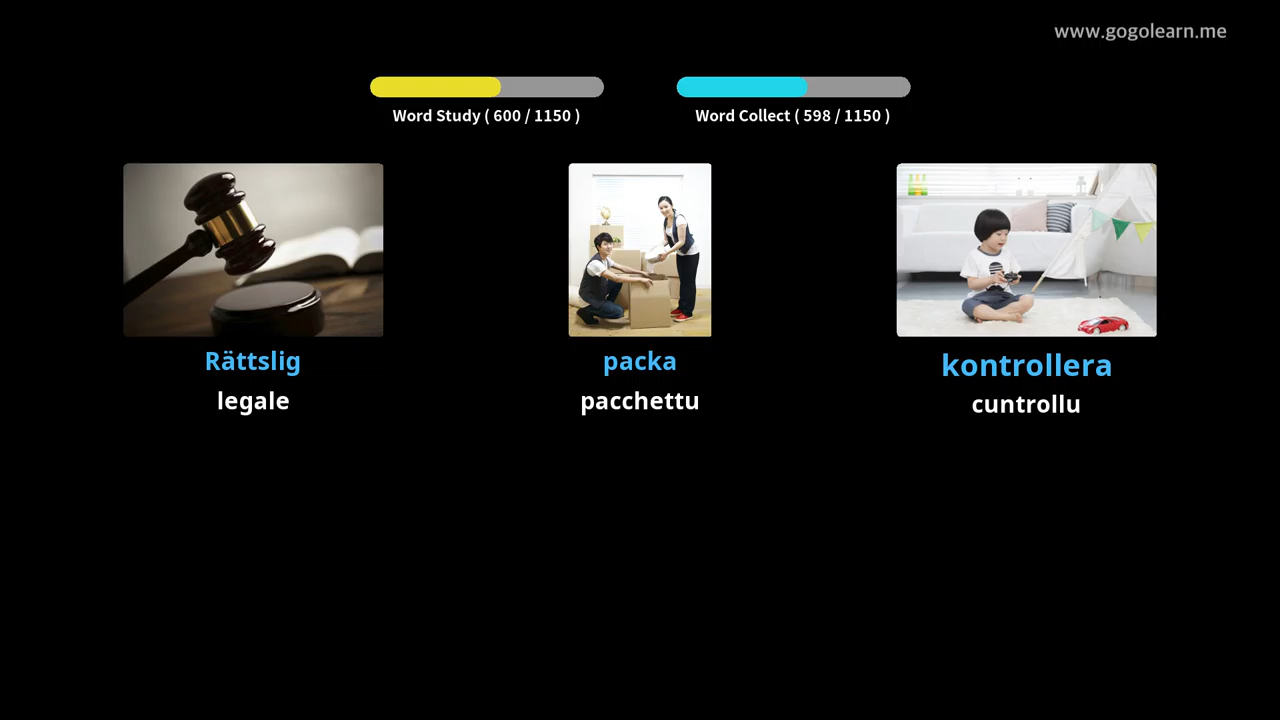 www.gogolearn.me
Word Study ( 600 / 1150 )
Word Collect ( 598 / 1150 )
Rättslig
legale
packa
pacchettu
kontrollera
cuntrollu